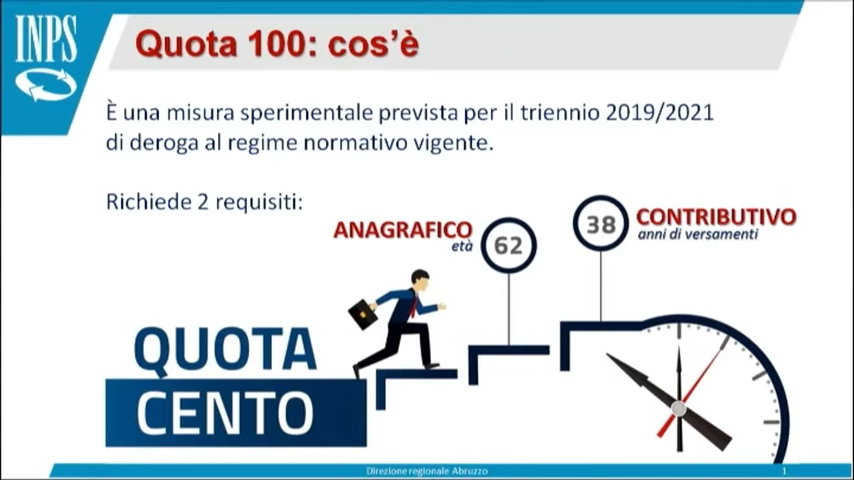 INPS
Quota 100: cos'è
È una misura sperimentale prevista per il triennio 2019/2021
di deroga al regime normativo vigente.
Richiede 2 requisiti:
ANAGRAFICO
età
62
38
CONTRIBUTIVO
anni di versamenti
QUOTA
CENTO
Direzione regionale Abruzzo
1